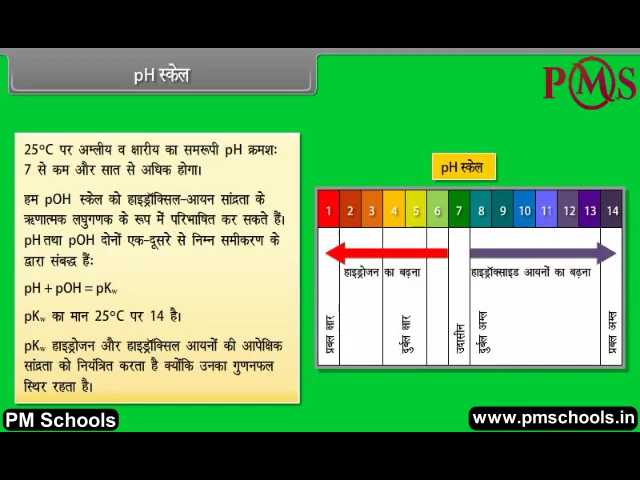 pH स्केल
PMS
25°C पर अम्लीय व क्षारीय का समरूपी pH क्रमशः
7 से कम और सात से अधिक होगा।
हम pOH स्केल को हाइड्रॉक्सिल-आयन सांद्रता के
ऋणात्मक लघुगणक के रूप में परिभाषित कर सकते हैं।
pH तथा pOH दोनों एक-दूसरे से निम्न समीकरण के
द्वारा संबद्ध हैः
pH + pOH = pKw
pKw का मान 25°C पर 14 है।
pKw हाइड्रोजन और हाइड्रॉक्सिल आयनों की आपेक्षिक
सांद्रता को नियंत्रित करता है क्योंकि उनका गुणनफल
स्थिर रहता है।
pH स्केल
1 2 3 4 5 6 7 8 9 10 11 12 13 14
हाइड्रोजन का बढ़ना
हाइड्रॉक्साइड आयनों का बढ़ना
प्रबल क्षार
दुर्बल क्षार
उदासीन
दुर्बल अम्ल
प्रबल अम्ल
PM Schools
www.pmschools.in